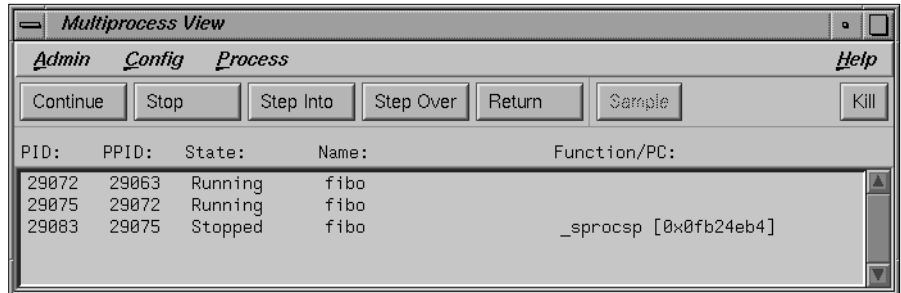 Multiprocess View
Admin Config Process Help
Continue Stop Step Into Step Over Return Sample Kill
PID: PPID: State: Name: Function/PC:
29072 29063 Running fibo
29075 29072 Running fibo
29083 29075 Stopped fibo _sprocsp [0x0fb24eb4]